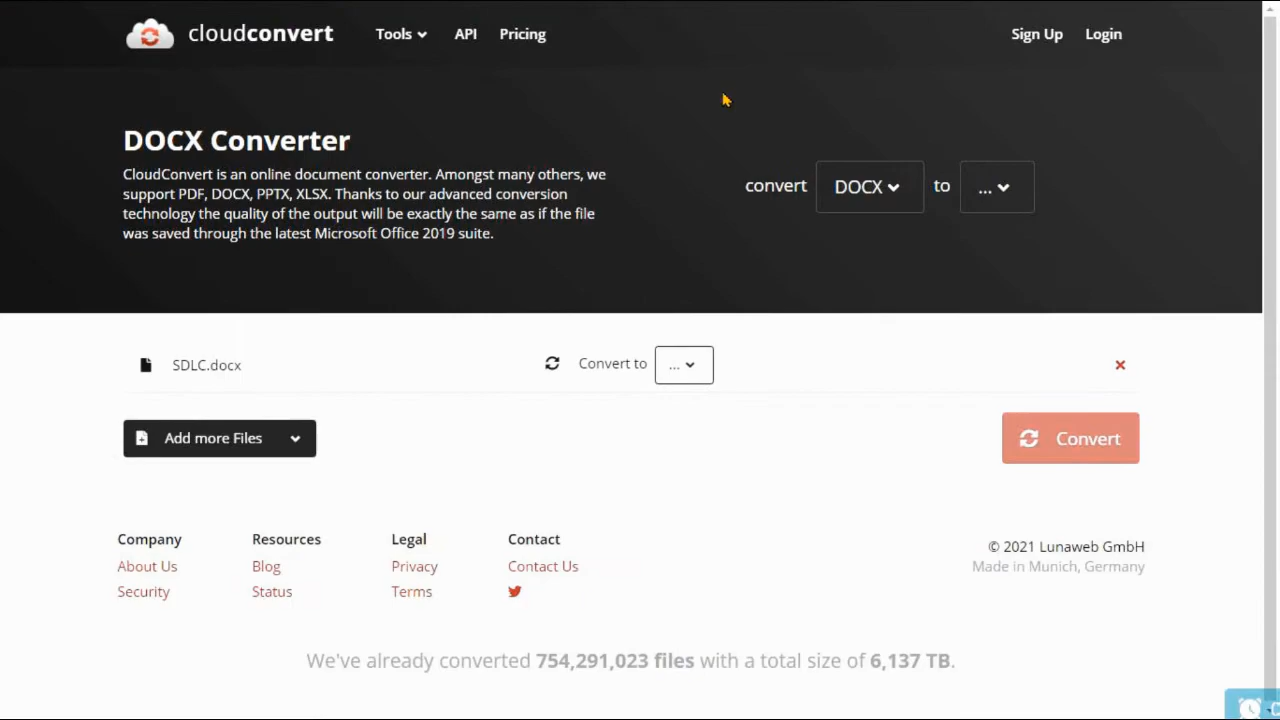 cloudconvert
Tools
API
Pricing
Sign Up
Login
DOCX Converter
CloudConvert is an online document converter. Amongst many others, we
support PDF, DOCX, PPTX, XLSX. Thanks to our advanced conversion
technology the quality of the output will be exactly the same as if the file
was saved through the latest Microsoft Office 2019 suite.
convert DOCX to ...
SDLC.docx
Convert to ...
Add more Files
Convert
Company
About Us
Security
Resources
Blog
Status
Legal
Privacy
Terms
Contact
Contact Us
© 2021 Lunaweb GmbH
Made in Munich, Germany
We've already converted 754,291,023 files with a total size of 6,137 TB.